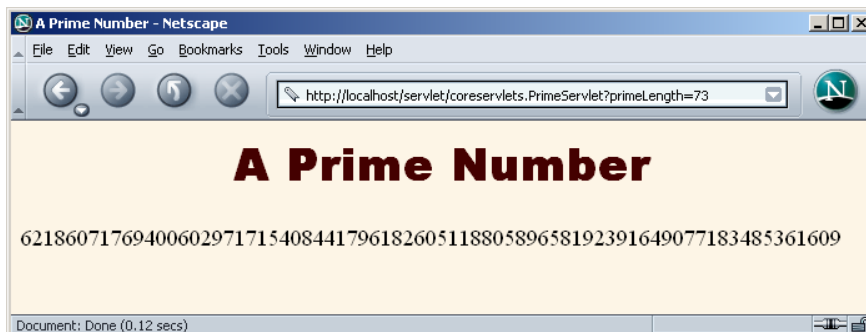 A Prime Number - Netscape
File Edit View Go Bookmarks Tools Window Help
http://localhost/servlet/coreservlets.PrimeServlet?primeLength=73
N
A Prime Number
6218607176940060297171540844179618260511880589658192391649077183485361609
Document: Done (0.12 secs)